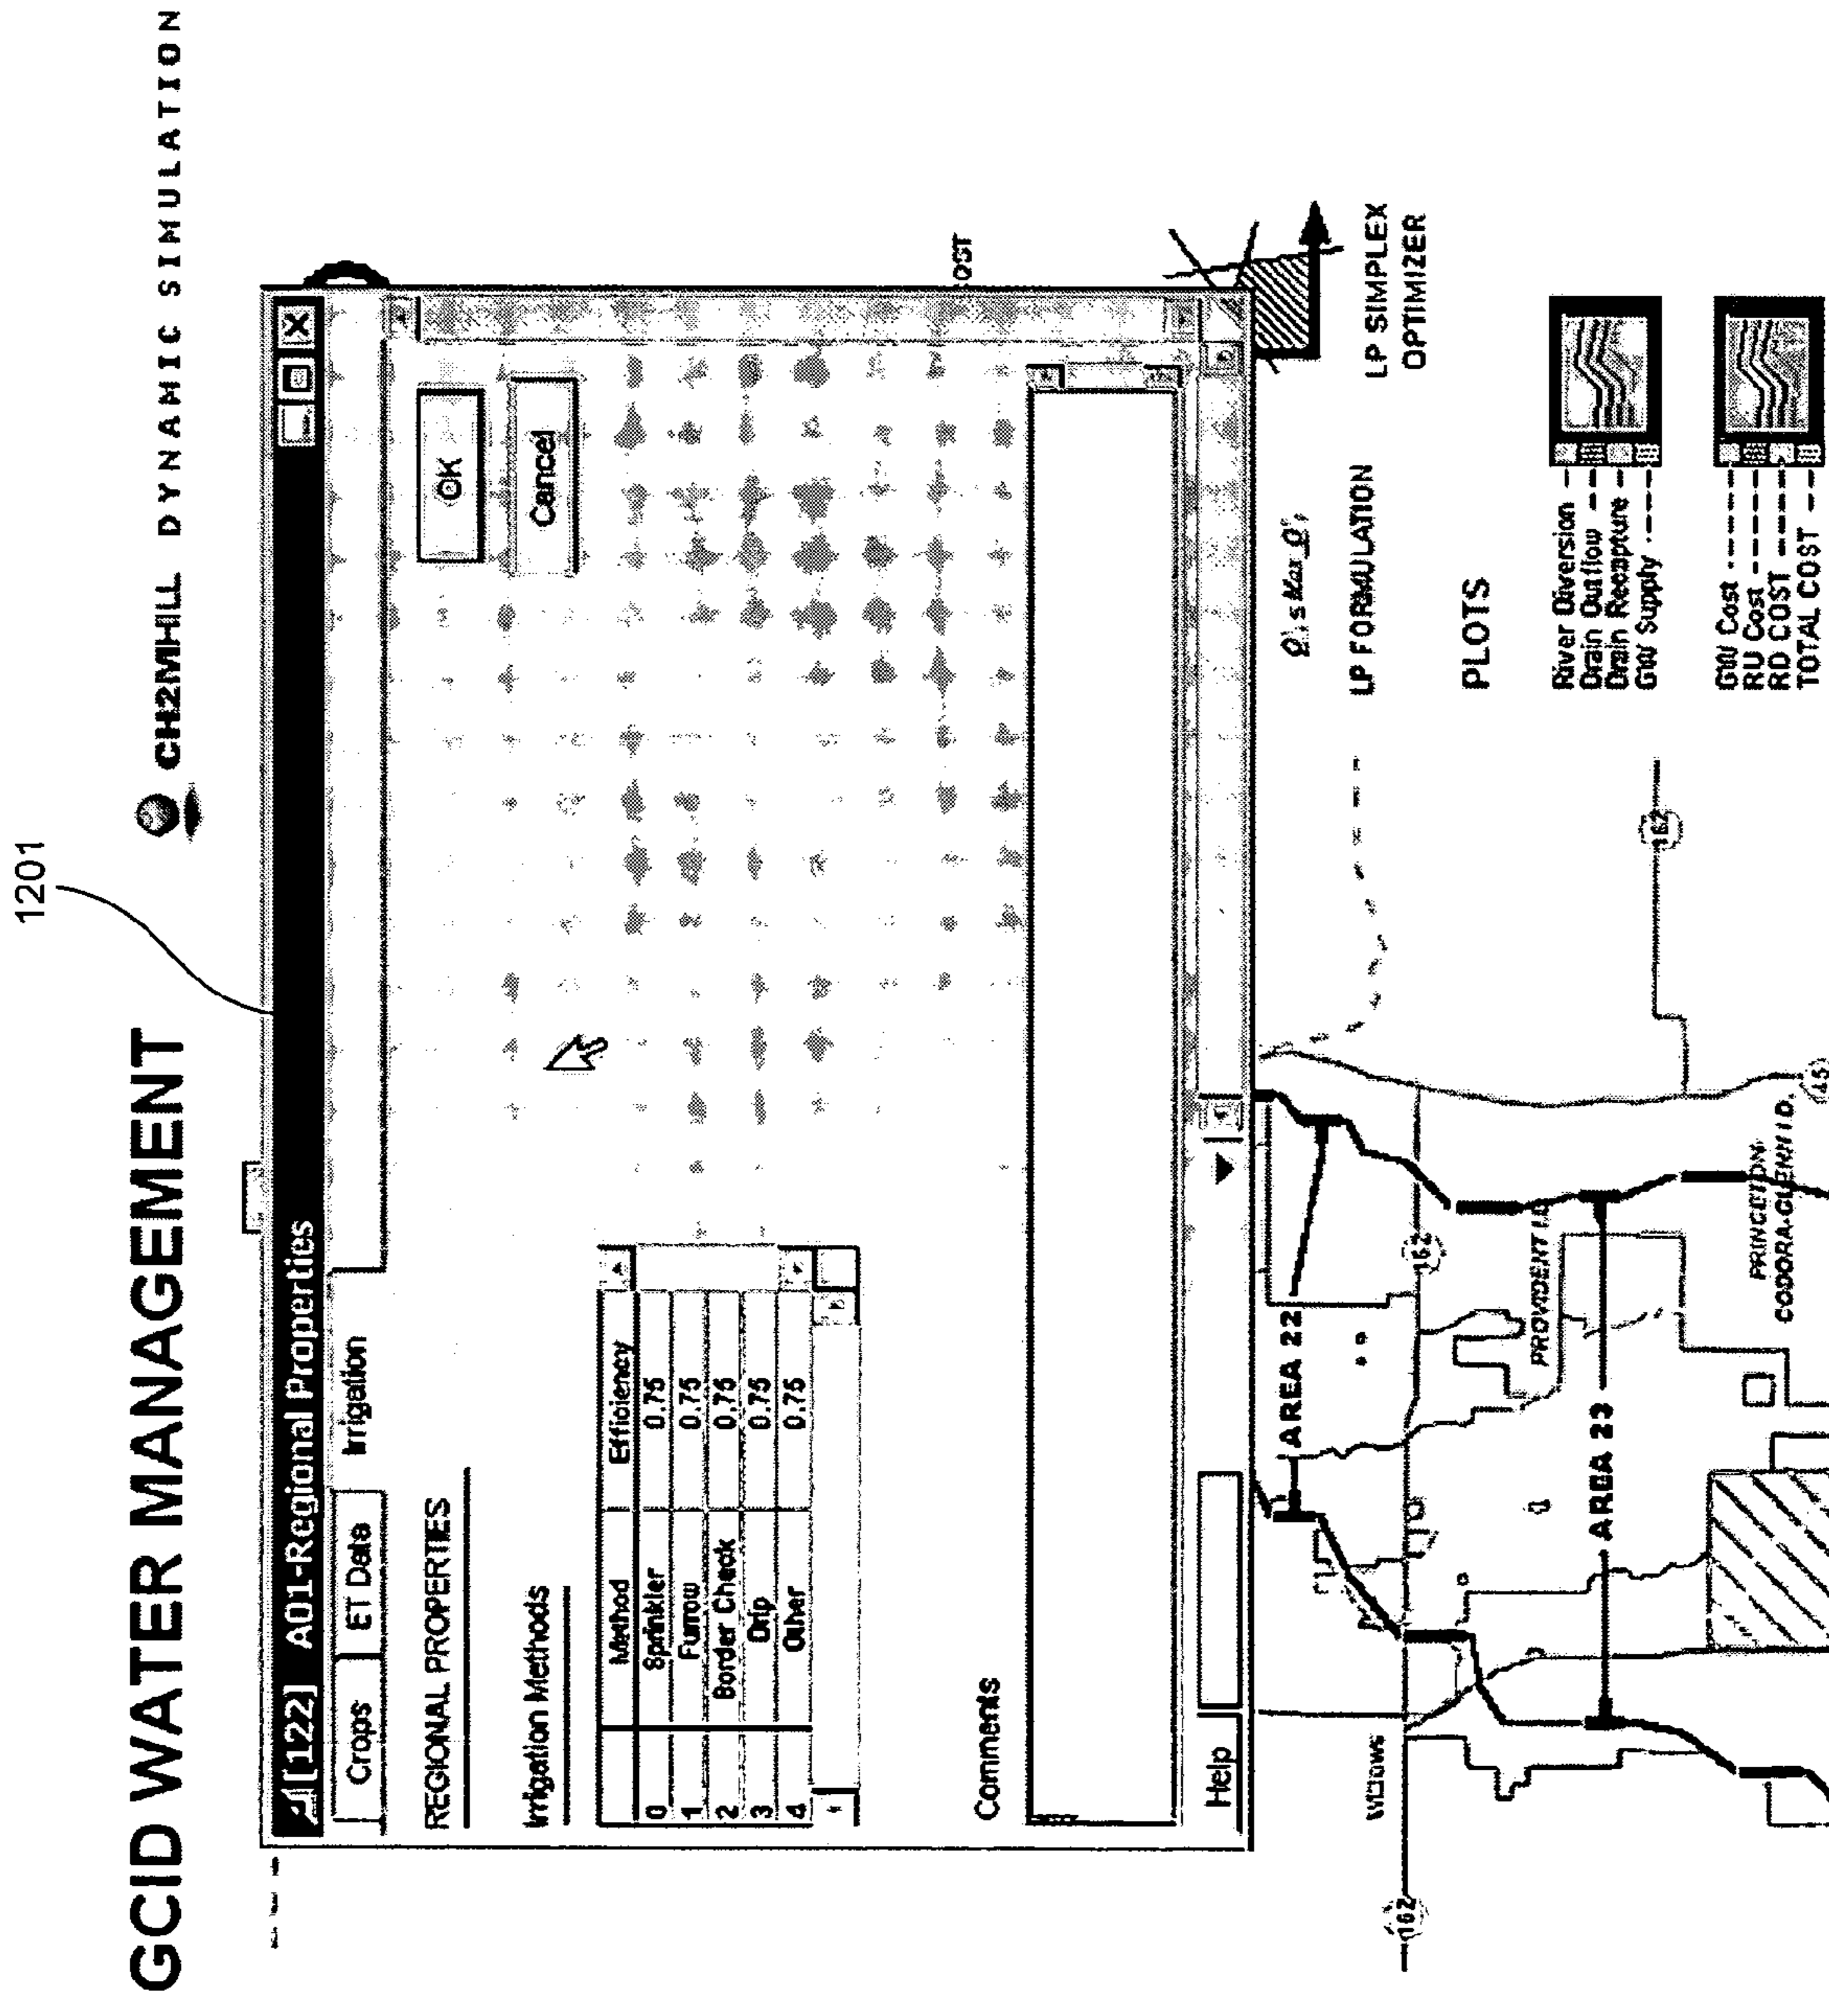 1201
GCID WATER MANAGEMENT
CH2MHILL DYNAMIC SIMULATION
[122] A01-Regional Properties
Crops ET Data Irrigation
REGIONAL PROPERTIES
OK
Cancel
Irrigation Methods
Method Efficiency
0 Sprinkler 0.75
1 Furrow 0.75
2 Border Check 0.75
3 Drip 0.75
4 Other 0.75
Comments
Help
COST
LP SIMPLEX
OPTIMIZER
LP FORMULATION
PLOTS
River Diversion
Drain Outflow
Drain Recapture
GW Supply
GW Cost
RU Cost
RD COST
TOTAL COST
AREA 22
AREA 23
PROVIDENT I.D.
PRINCETON-
CODORA-GLENN I.D.
162
162
162
45